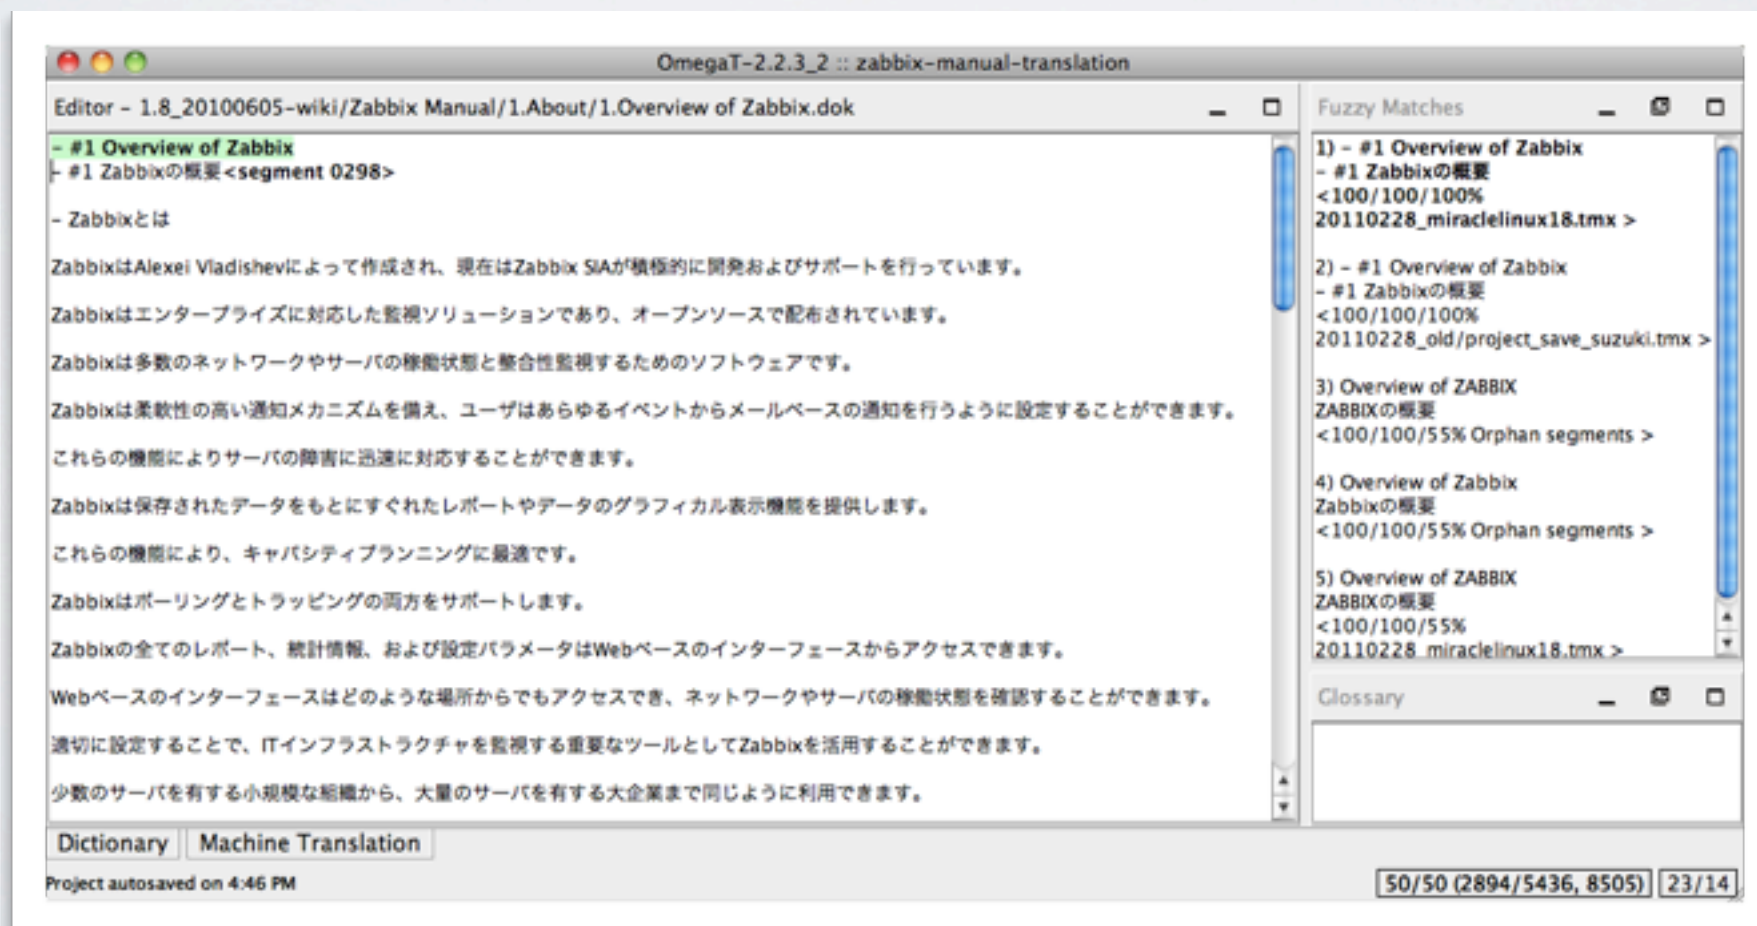 OmegaT-2.2.3_2 :: zabbix-manual-translation
Editor - 1.8_20100605-wiki/Zabbix Manual/1.About/1.Overview of Zabbix.dok
- #1 Overview of Zabbix
- #1 Zabbixの概要<segment 0298>
- Zabbixとは
ZabbixはAlexei Vladishevによって作成され、現在はZabbix SIAが積極的に開発およびサポートを行っています。
Zabbixはエンタープライズに対応した監視ソリューションであり、オープンソースで配布されています。
Zabbixは多数のネットワークやサーバの稼働状態と整合性監視するためのソフトウェアです。
Zabbixは柔軟性の高い通知メカニズムを備え、ユーザはあらゆるイベントからメールベースの通知を行うように設定することができます。
これらの機能によりサーバの障害に迅速に対応することができます。
Zabbixは保存されたデータをもとにすぐれたレポートやデータのグラフィカル表示機能を提供します。
これらの機能により、キャパシティプランニングに最適です。
Zabbixはポーリングとトラッピングの両方をサポートします。
Zabbixの全てのレポート、統計情報、および設定パラメータはWebベースのインターフェースからアクセスできます。
Webベースのインターフェースはどのような場所からでもアクセスでき、ネットワークやサーバの稼働状態を確認することができます。
適切に設定することで、ITインフラストラクチャを監視する重要なツールとしてZabbixを活用することができます。
少数のサーバを有する小規模な組織から、大量のサーバを有する大企業まで同じように利用できます。
Fuzzy Matches
1) - #1 Overview of Zabbix
- #1 Zabbixの概要
<100/100/100%
20110228_miraclelinux18.tmx >
2) - #1 Overview of Zabbix
- #1 Zabbixの概要
<100/100/100%
20110228_old/project_save_suzuki.tmx >
3) Overview of ZABBIX
ZABBIXの概要
<100/100/55% Orphan segments >
4) Overview of Zabbix
Zabbixの概要
<100/100/55% Orphan segments >
5) Overview of ZABBIX
ZABBIXの概要
<100/100/55%
20110228_miraclelinux18.tmx >
Glossary
Dictionary
Machine Translation
Project autosaved on 4:46 PM
50/50 (2894/5436, 8505)
23/14